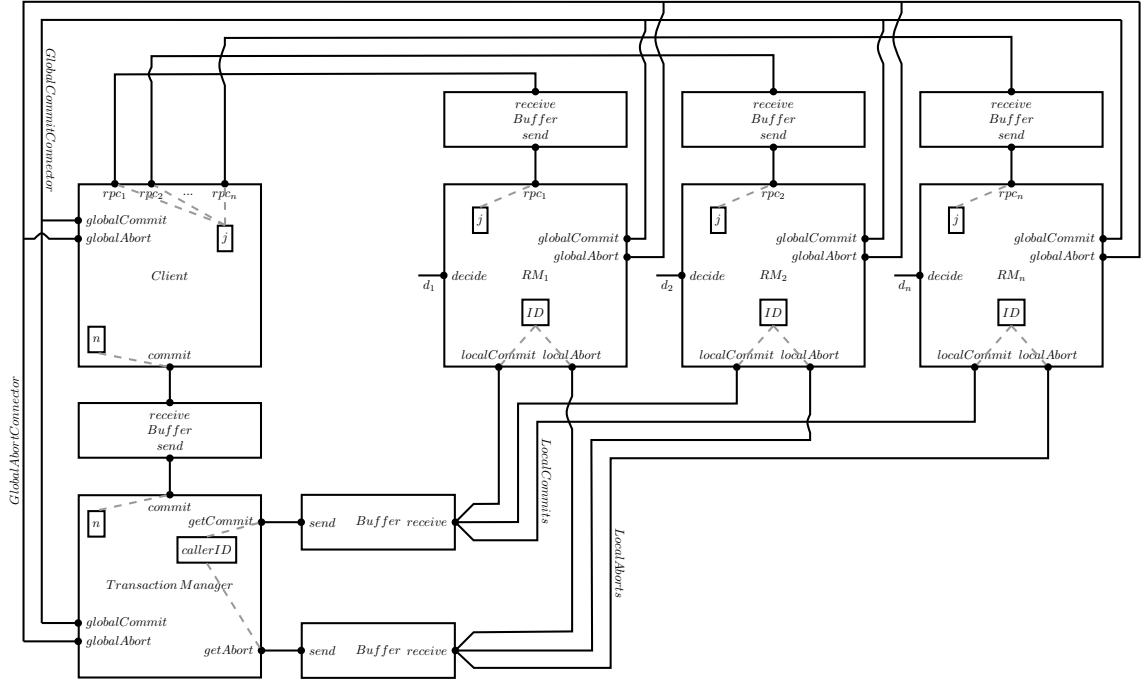 GlobalCommitConnector
receive
Buffer
send
receive
Buffer
send
receive
Buffer
send
rpc₁ rpc₂ ... rpcₙ
rpc₁
rpc₂
rpcₙ
globalCommit
globalAbort
j
Client
n
commit
j
globalCommit
globalAbort
decide
RM₁
d₁
ID
localCommit localAbort
j
globalCommit
globalAbort
decide
RM₂
d₂
ID
localCommit localAbort
j
globalCommit
globalAbort
decide
RMₙ
dₙ
ID
localCommit localAbort
GlobalAbortConnector
receive
Buffer
send
LocalCommits
LocalAborts
commit
n
getCommit
callerID
Transaction Manager
globalCommit
globalAbort
getAbort
send Buffer receive
send Buffer receive